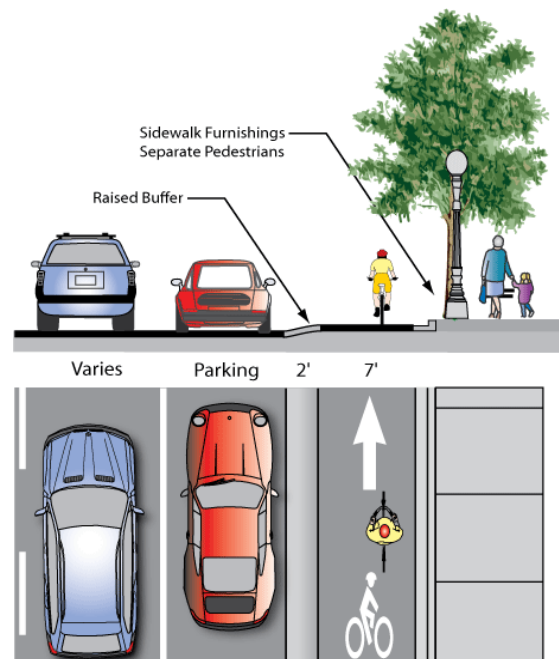 Sidewalk Furnishings
Separate Pedestrians
Raised Buffer
Varies Parking 2' 7'